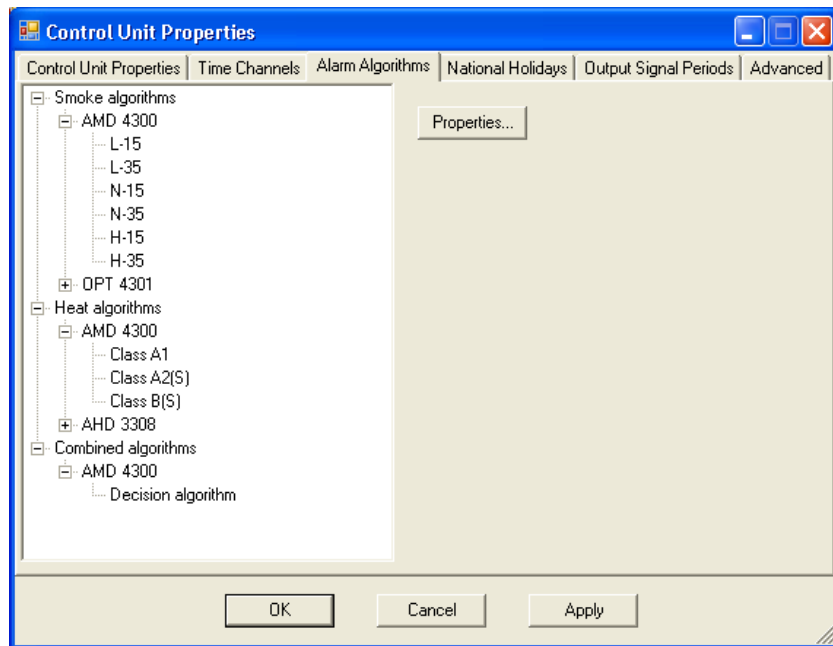 Control Unit Properties
Control Unit Properties Time Channels Alarm Algorithms National Holidays Output Signal Periods Advanced
Smoke algorithms
AMD 4300
L-15
L-35
N-15
N-35
H-15
H-35
OPT 4301
Heat algorithms
AMD 4300
Class A1
Class A2(S)
Class B(S)
AHD 3308
Combined algorithms
AMD 4300
Decision algorithm
Properties...
OK Cancel Apply